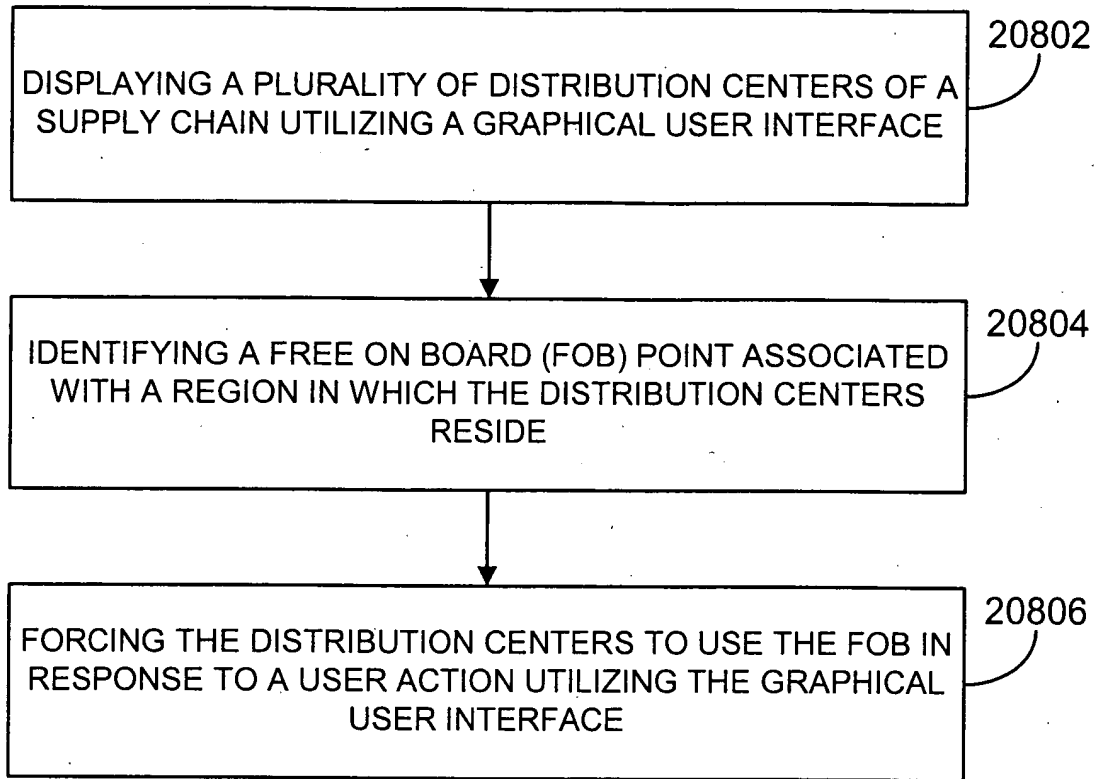 20802
DISPLAYING A PLURALITY OF DISTRIBUTION CENTERS OF A
SUPPLY CHAIN UTILIZING A GRAPHICAL USER INTERFACE
20804
IDENTIFYING A FREE ON BOARD (FOB) POINT ASSOCIATED
WITH A REGION IN WHICH THE DISTRIBUTION CENTERS
RESIDE
20806
FORCING THE DISTRIBUTION CENTERS TO USE THE FOB IN
RESPONSE TO A USER ACTION UTILIZING THE GRAPHICAL
USER INTERFACE